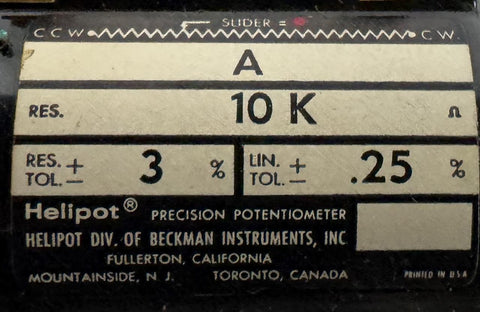 SLIDER =
CCW CW
A
RES. 10 K Ω
RES. TOL. ± 3 % LIN. TOL. ± .25 %
Helipot® PRECISION POTENTIOMETER
HELIPOT DIV. OF BECKMAN INSTRUMENTS, INC
FULLERTON, CALIFORNIA
MOUNTAINSIDE, N. J. TORONTO, CANADA
PRINTED IN U S A